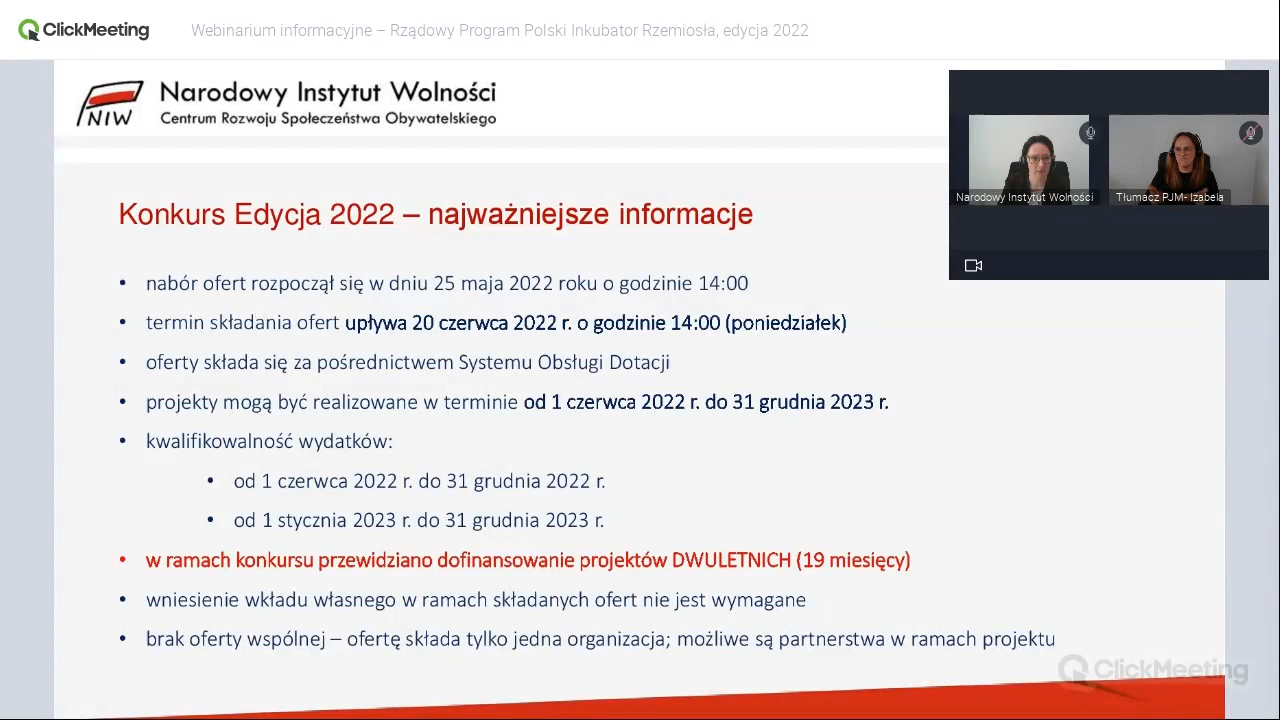 ClickMeeting
Webinarium informacyjne – Rządowy Program Polski Inkubator Rzemiosła, edycja 2022
NIW
Narodowy Instytut Wolności
Centrum Rozwoju Społeczeństwa Obywatelskiego
Narodowy Instytut Wolności
Tłumacz PJM- Izabela
Konkurs Edycja 2022 – najważniejsze informacje
• nabór ofert rozpoczął się w dniu 25 maja 2022 roku o godzinie 14:00
• termin składania ofert upływa 20 czerwca 2022 r. o godzinie 14:00 (poniedziałek)
• oferty składa się za pośrednictwem Systemu Obsługi Dotacji
• projekty mogą być realizowane w terminie od 1 czerwca 2022 r. do 31 grudnia 2023 r.
• kwalifikowalność wydatków:
• od 1 czerwca 2022 r. do 31 grudnia 2022 r.
• od 1 stycznia 2023 r. do 31 grudnia 2023 r.
• w ramach konkursu przewidziano dofinansowanie projektów DWULETNICH (19 miesięcy)
• wniesienie wkładu własnego w ramach składanych ofert nie jest wymagane
• brak oferty wspólnej – ofertę składa tylko jedna organizacja; możliwe są partnerstwa w ramach projektu
ClickMeeting